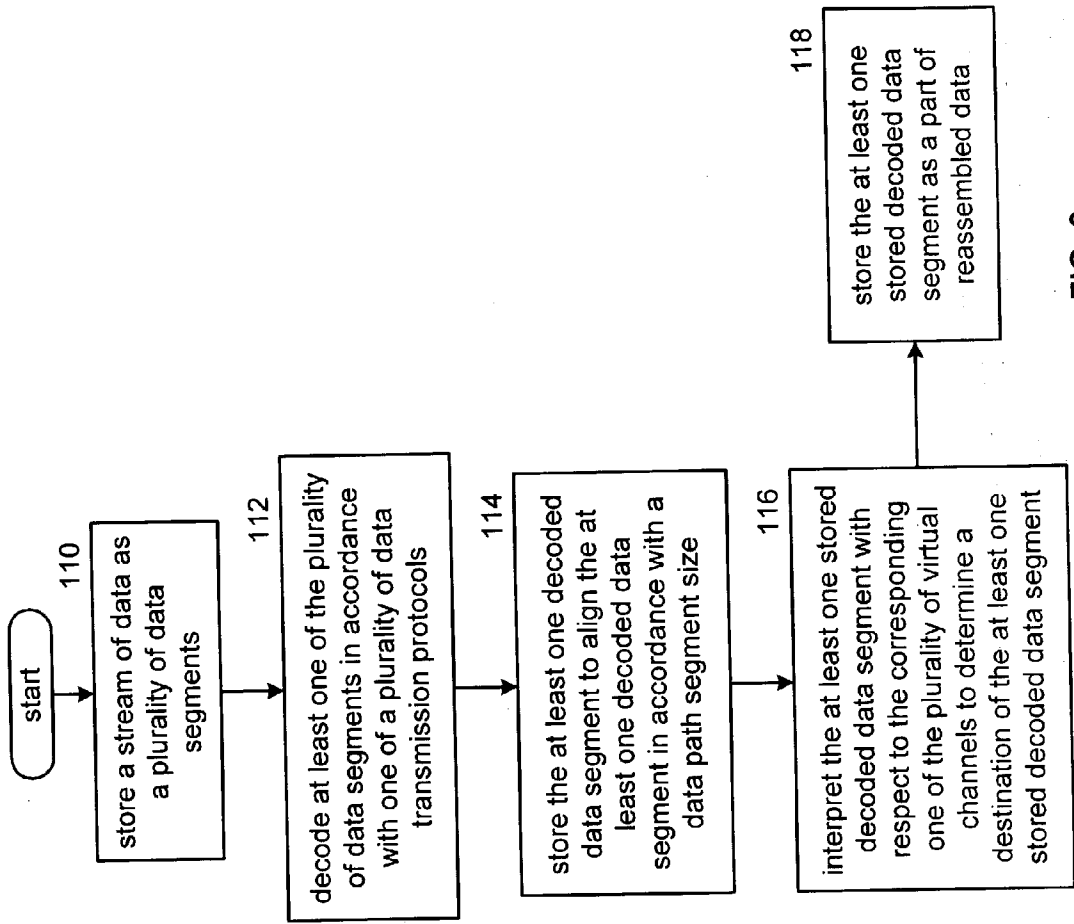 start
110
store a stream of data as
a plurality of data
segments
112
decode at least one of the plurality
of data segments in accordance
with one of a plurality of data
transmission protocols
114
store the at least one decoded
data segment to align the at
least one decoded data
segment in accordance with a
data path segment size
116
interpret the at least one stored
decoded data segment with
respect to the corresponding
one of the plurality of virtual
channels to determine a
destination of the at least one
stored decoded data segment
118
store the at least one
stored decoded data
segment as a part of
reassembled data
FIG.